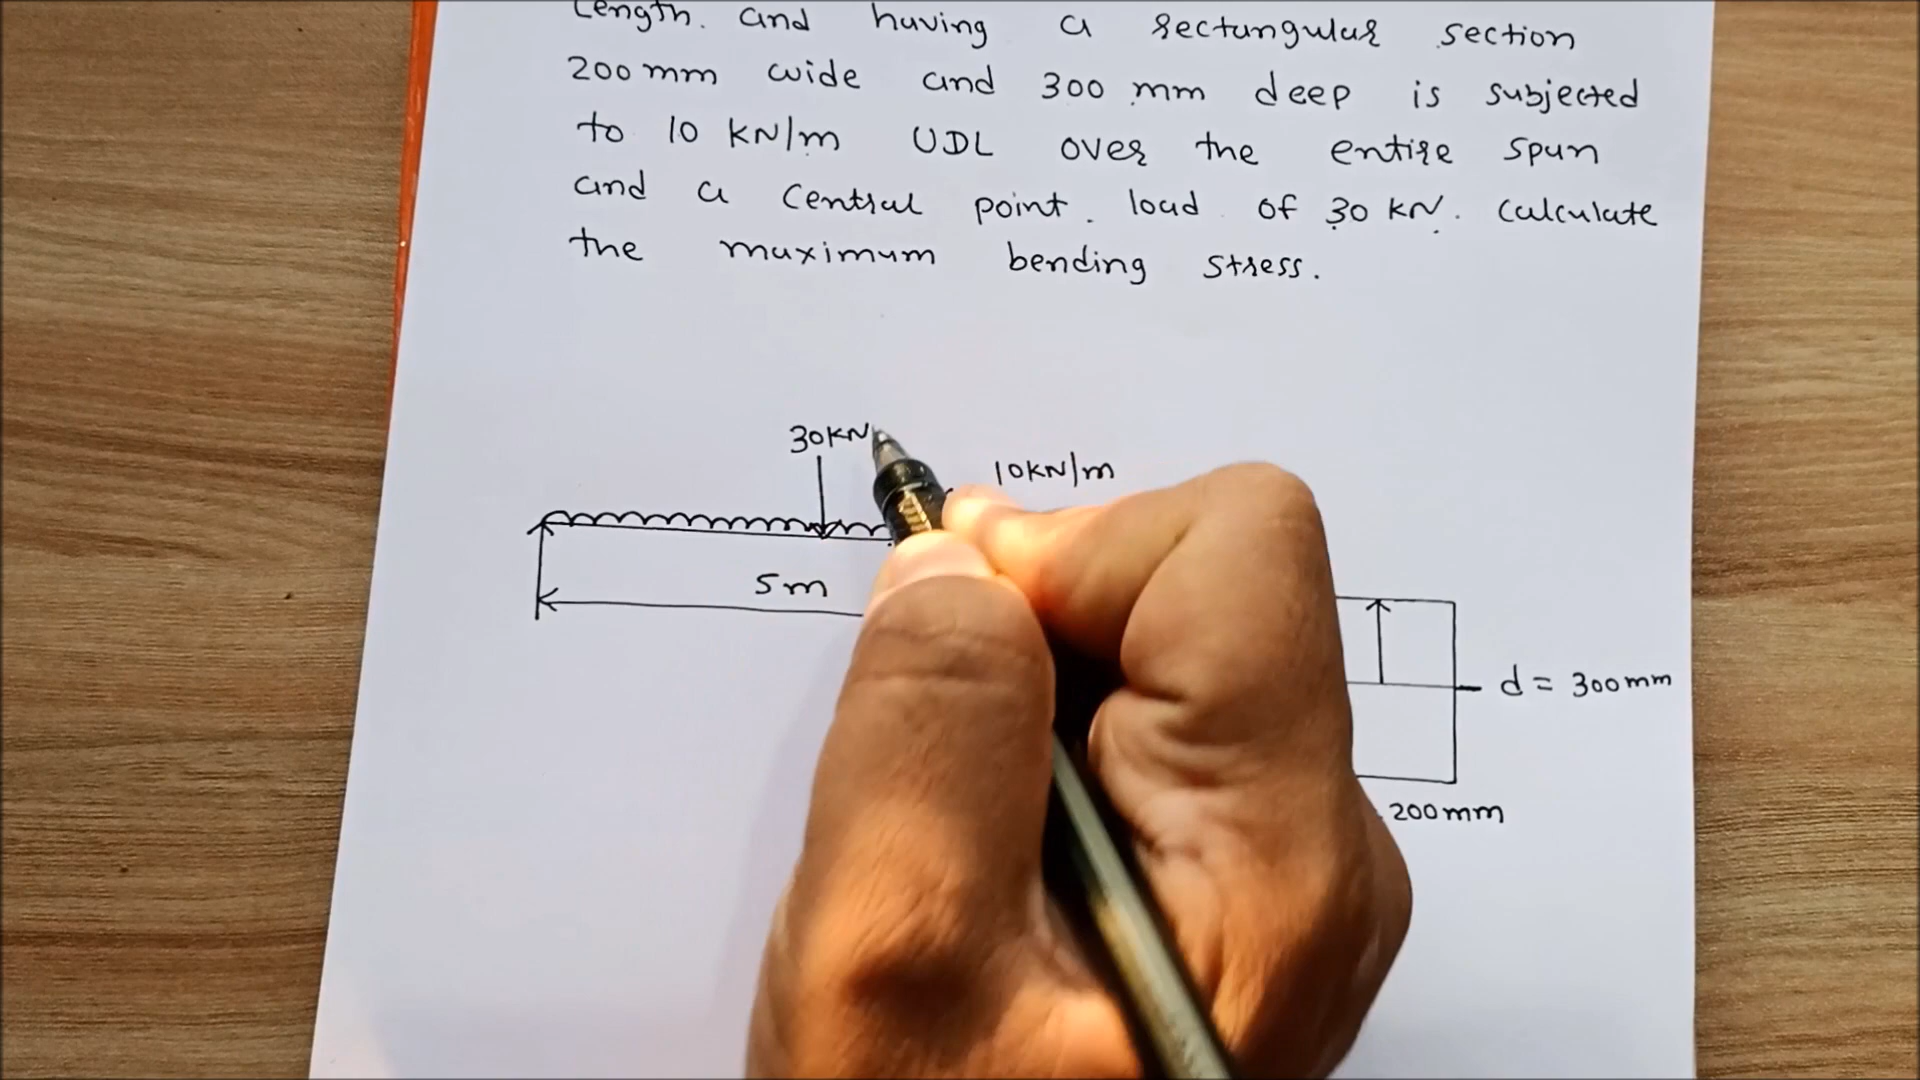 Length. and having a rectangular section
200 mm wide and 300 mm deep is subjected
to 10 KN/m UDL over the entire span
and a central point load of 30 KN. calculate
the maximum bending stress.
30KN
10KN/m
5m
d = 300mm
200mm